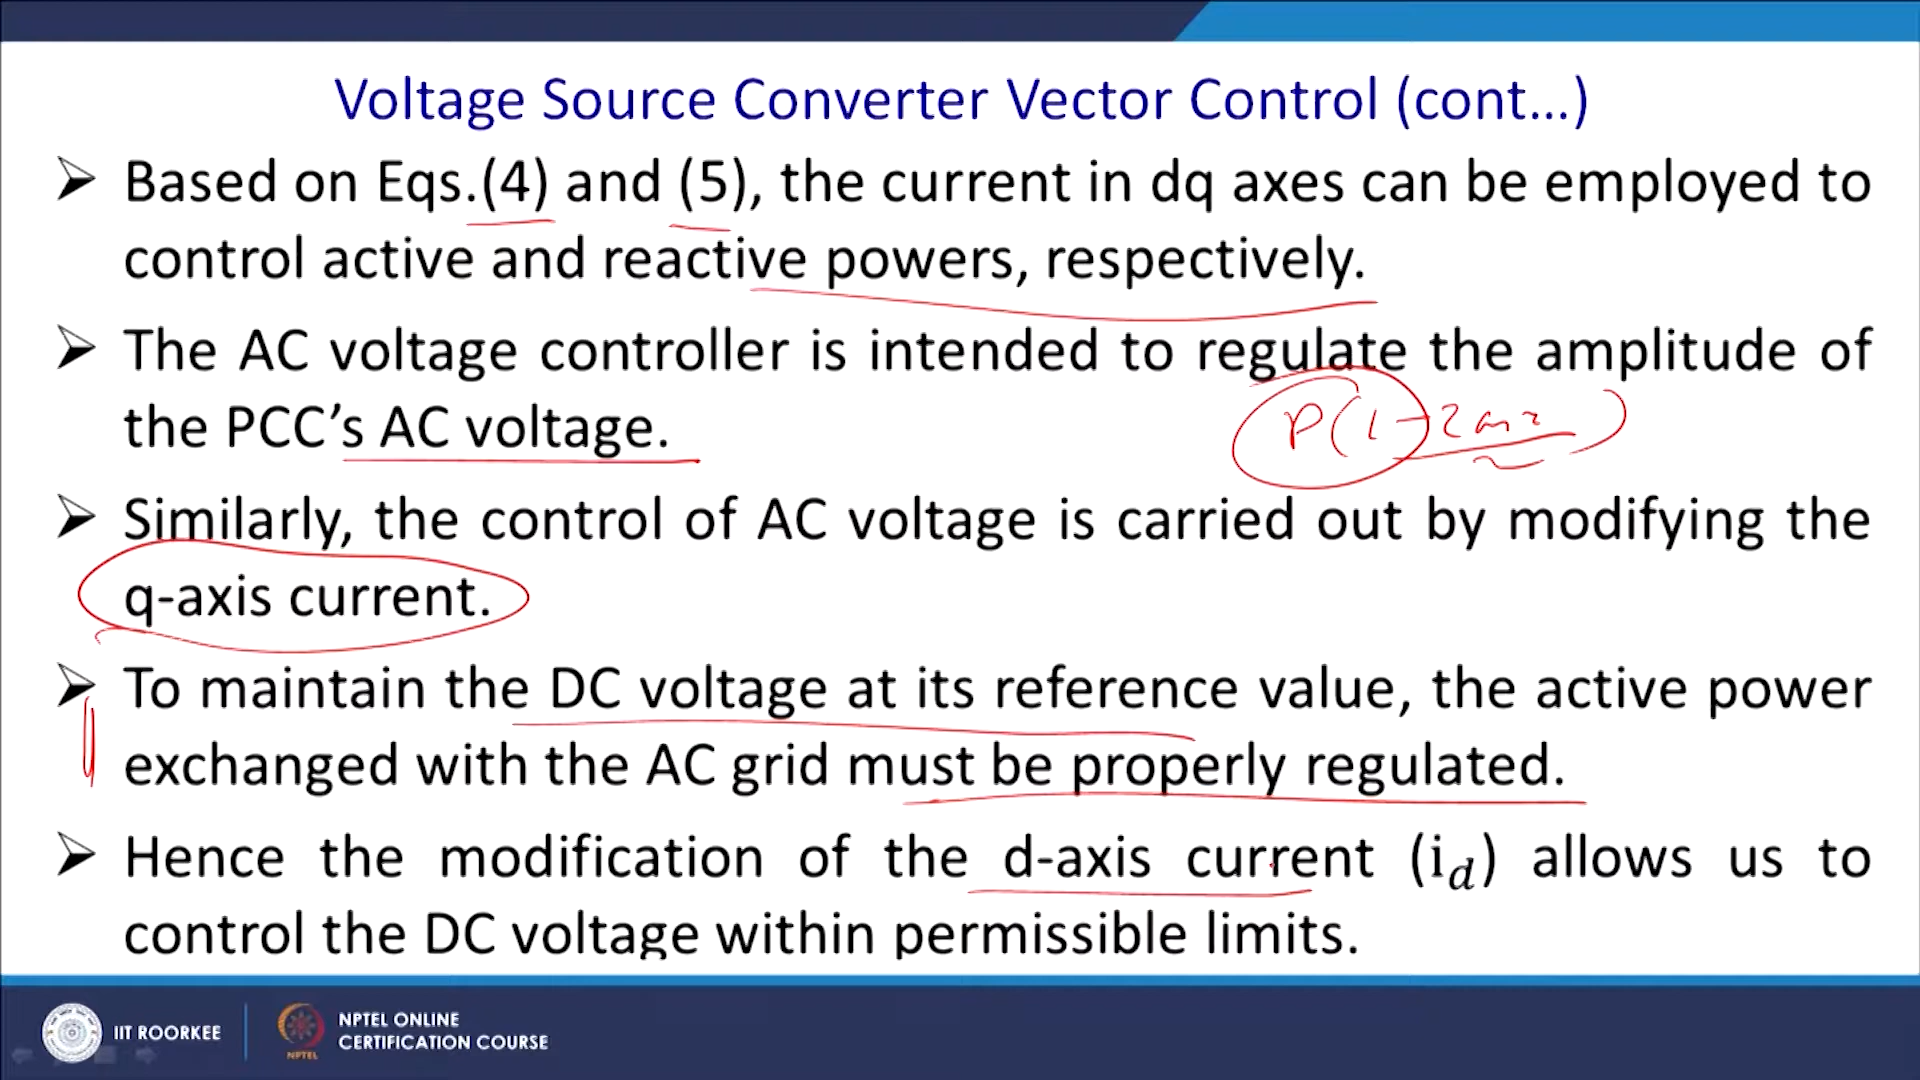 Voltage Source Converter Vector Control (cont...)
➢ Based on Eqs.(4) and (5), the current in dq axes can be employed to
control active and reactive powers, respectively.
➢ The AC voltage controller is intended to regulate the amplitude of
the PCC’s AC voltage.
P(1-2
➢ Similarly, the control of AC voltage is carried out by modifying the
q-axis current.
➢ To maintain the DC voltage at its reference value, the active power
exchanged with the AC grid must be properly regulated.
➢ Hence the modification of the d-axis current (i_d) allows us to
control the DC voltage within permissible limits.
IIT ROORKEE
NPTEL
NPTEL ONLINE
CERTIFICATION COURSE